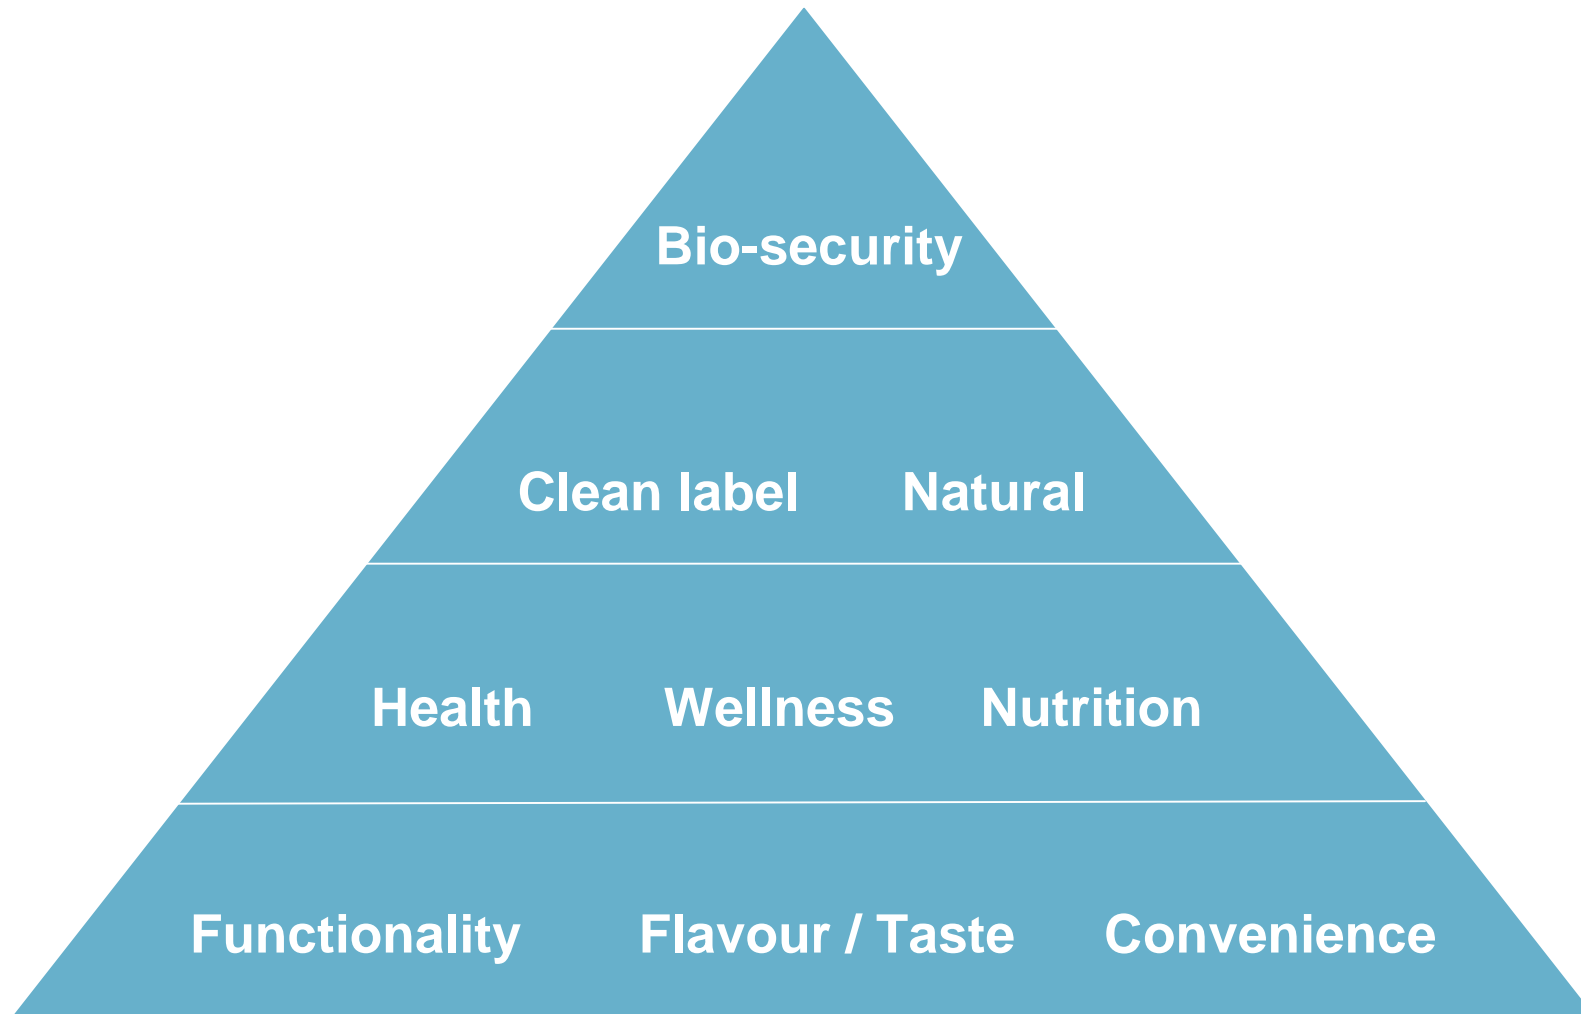 Bio-security
Clean label Natural
Health Wellness Nutrition
Functionality Flavour / Taste Convenience